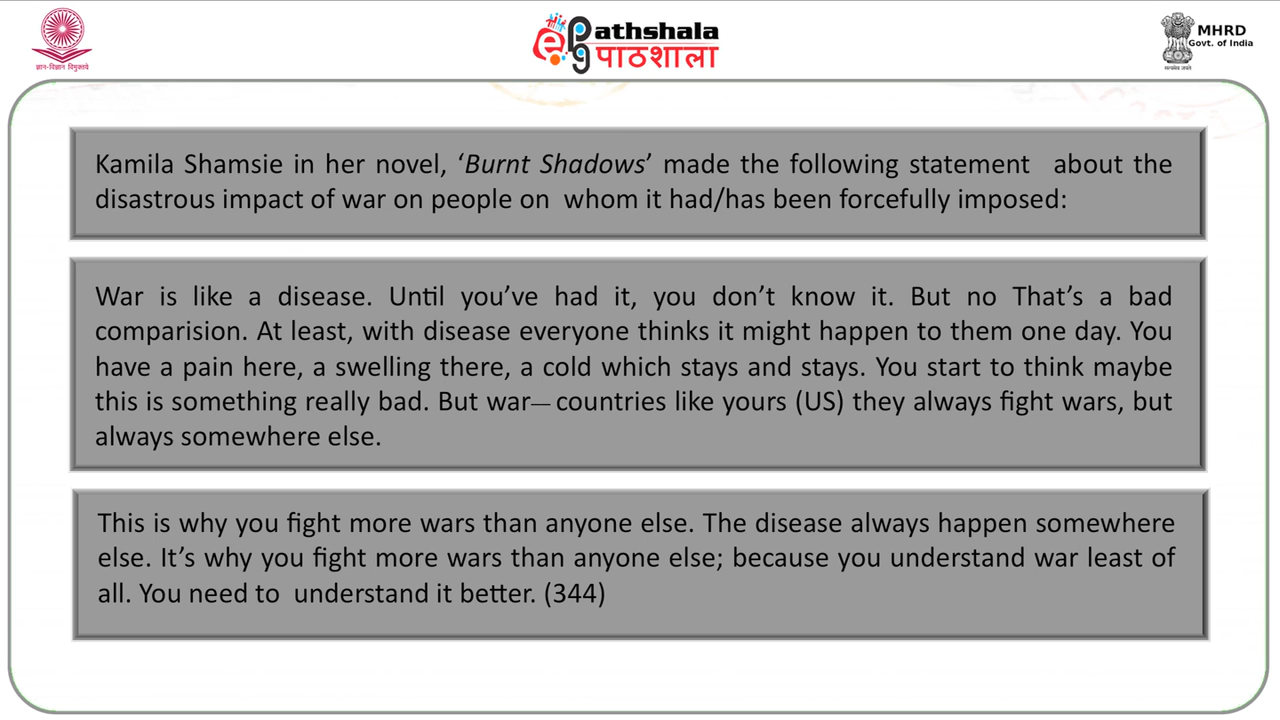 ज्ञान-विज्ञान विमुक्तये
epathshala
पाठशाला
MHRD
Govt. of India
सत्यमेव जयते
Kamila Shamsie in her novel, ‘Burnt Shadows’ made the following statement about the
disastrous impact of war on people on whom it had/has been forcefully imposed:
War is like a disease. Until you’ve had it, you don’t know it. But no That’s a bad
comparision. At least, with disease everyone thinks it might happen to them one day. You
have a pain here, a swelling there, a cold which stays and stays. You start to think maybe
this is something really bad. But war— countries like yours (US) they always fight wars, but
always somewhere else.
This is why you fight more wars than anyone else. The disease always happen somewhere
else. It’s why you fight more wars than anyone else; because you understand war least of
all. You need to understand it better. (344)